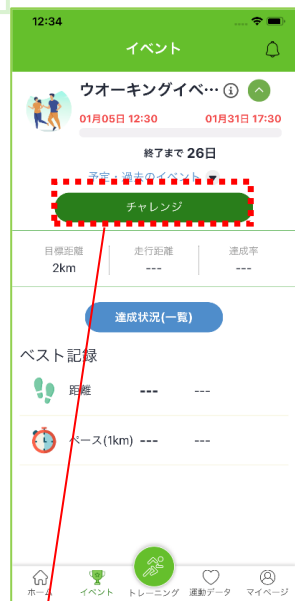 12:34
イベント
ウオーキングイベ…
01月05日 12:30 01月31日 17:30
終了まで 26日
予定・過去のイベント
チャレンジ
目標距離 走行距離 達成率
2km --- ---
達成状況(一覧)
ベスト記録
距離 --- ---
ペース(1km) --- ---
ホーム イベント トレーニング 運動データ マイページ